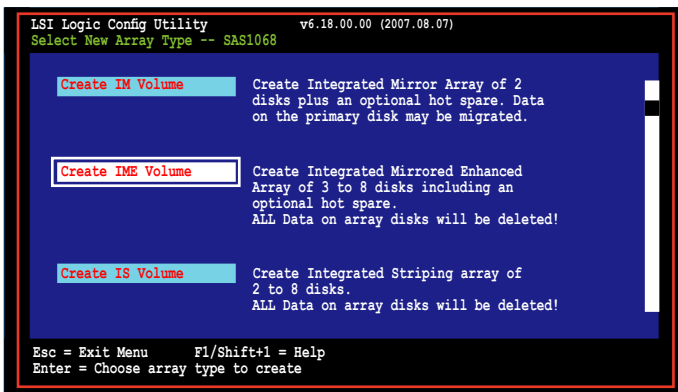 LSI Logic Config Utility v6.18.00.00 (2007.08.07)
Select New Array Type -- SAS1068
Create IM Volume Create Integrated Mirror Array of 2
disks plus an optional hot spare. Data
on the primary disk may be migrated.
Create IME Volume Create Integrated Mirrored Enhanced
Array of 3 to 8 disks including an
optional hot spare.
ALL Data on array disks will be deleted!
Create IS Volume Create Integrated Striping array of
2 to 8 disks.
ALL Data on array disks will be deleted!
Esc = Exit Menu F1/Shift+1 = Help
Enter = Choose array type to create